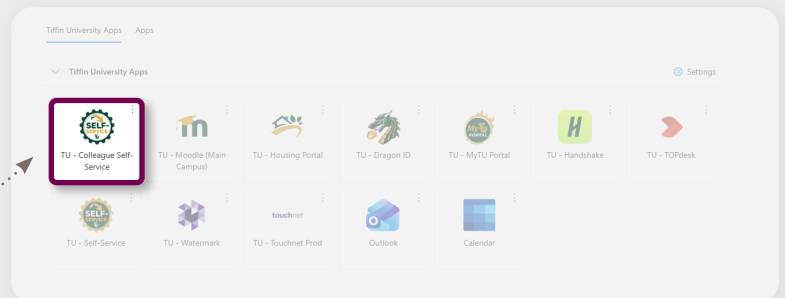 Tiffin University Apps Apps
Tiffin University Apps
Settings
SELF-
SERVICE
TU - Colleague Self-
Service
m
TU - Moodle (Main
Campus)
TU - Housing Portal
TU - Dragon ID
MyTU
PORTAL
TU - MyTU Portal
H
TU - Handshake
TU - TOPdesk
SELF-
SERVICE
TU - Self-Service
TU - Watermark
touchnet
TU - Touchnet Prod
O
Outlook
Calendar